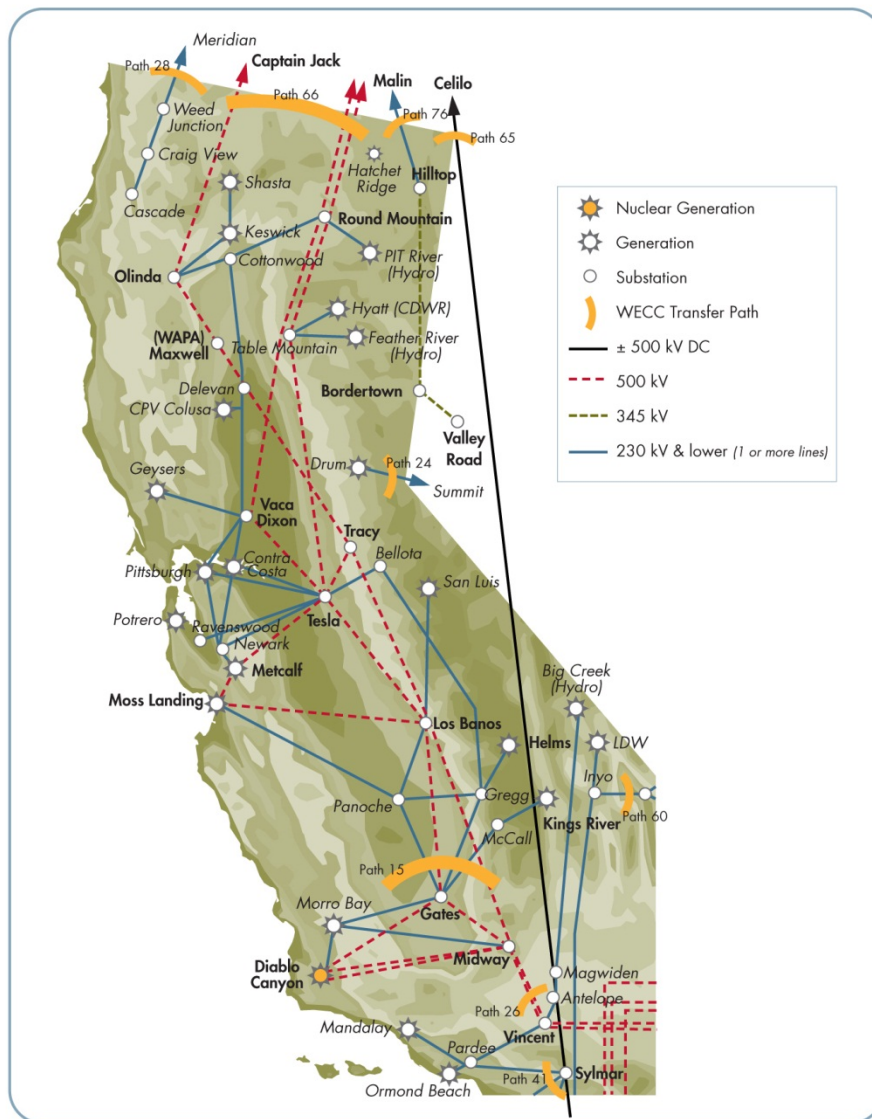 Meridian
Path 28
Captain Jack
Path 66
Malin
Celilo
Path 76
Path 65
Weed
Junction
Craig View
Cascade
Shasta
Hatchet
Ridge
Hilltop
Keswick
Round Mountain
Cottonwood
PIT River
(Hydro)
Olinda
Hyatt (CDWR)
(WAPA)
Maxwell
Table Mountain
Feather River
(Hydro)
Delevan
CPV Colusa
Bordertown
Valley
Road
Geysers
Drum
Path 24
Summit
Vaca
Dixon
Tracy
Bellota
Pittsburgh
Contra
Costa
San Luis
Potrero
Ravenswood
Newark
Tesla
Metcalf
Moss Landing
Big Creek
(Hydro)
Los Banos
Helms
LDW
Inyo
Panoche
Gregg
Kings River
Path 60
McCall
Path 15
Morro Bay
Gates
Diablo
Canyon
Midway
Magwiden
Antelope
Path 26
Vincent
Mandalay
Pardee
Ormond Beach
Path 41
Sylmar
Nuclear Generation
Generation
Substation
WECC Transfer Path
± 500 kV DC
500 kV
345 kV
230 kV & lower (1 or more lines)